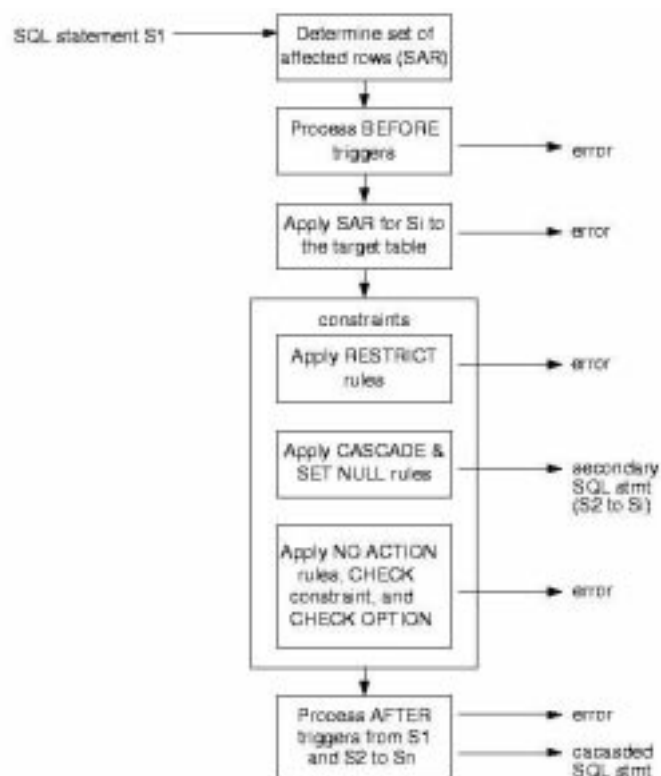 SQL statement S1
Determine set of
affected rows (SAR)
Process BEFORE
triggers
error
Apply SAR for Si to
the target table
error
constraints
Apply RESTRICT
rules
error
Apply CASCADE &
SET NULL rules
secondary
SQL stmt
(S2 to Si)
Apply NO ACTION
rules, CHECK
constraint, and
CHECK OPTION
error
Process AFTER
triggers from S1
and S2 to Sn
error
cacasded
SQL stmt